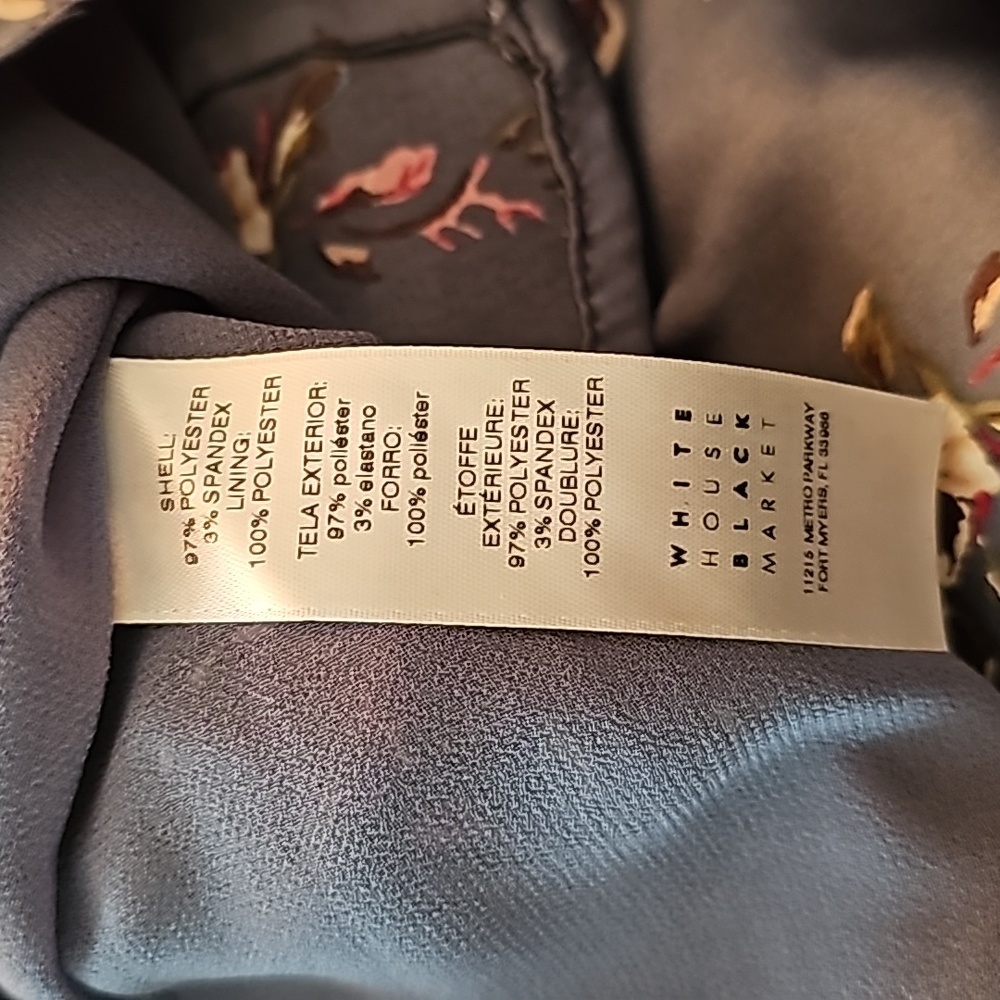 SHELL:
97% POLYESTER
3% SPANDEX
LINING:
100% POLYESTER
TELA EXTERIOR:
97% poliéster
3% elastano
FORRO:
100% poliéster
ÉTOFFE
EXTÉRIEURE:
97% POLYESTER
3% SPANDEX
DOUBLURE:
100% POLYESTER
WHITE
HOUSE
BLACK
MARKET
11215 METRO PARKWAY
FORT MYERS, FL 33966